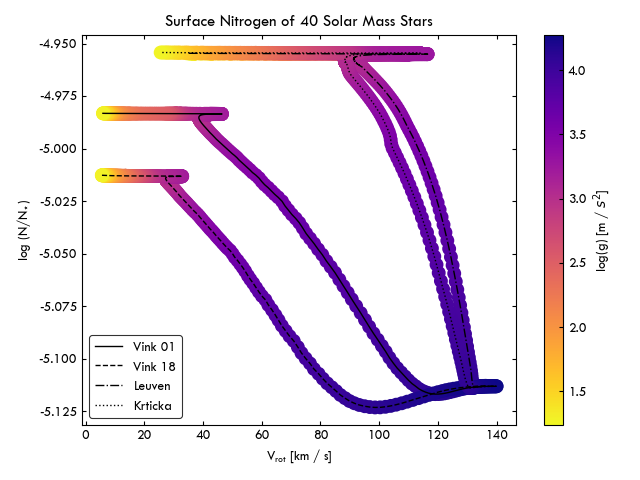 Surface Nitrogen of 40 Solar Mass Stars
-4.950
-4.975
-5.000
-5.025
-5.050
-5.075
-5.100
-5.125
log (N/N⋆)
Vink 01
Vink 18
Leuven
Krticka
0 20 40 60 80 100 120 140
V_rot [km / s]
4.0
3.5
3.0
2.5
2.0
1.5
log(g) [m / s²]